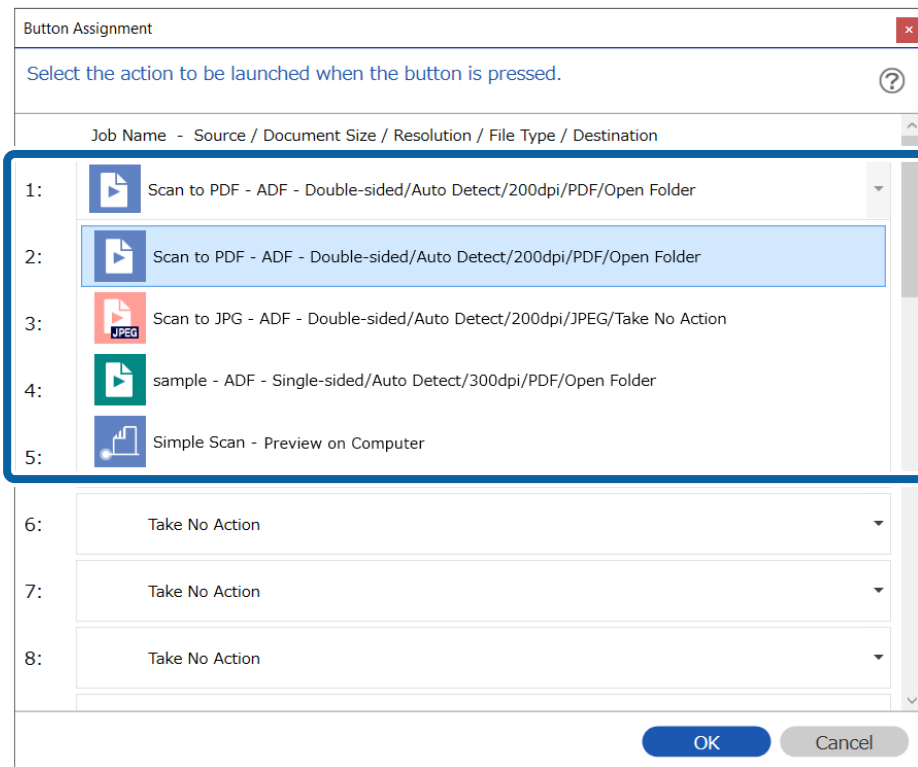 Button Assignment
Select the action to be launched when the button is pressed.
Job Name - Source / Document Size / Resolution / File Type / Destination
1: Scan to PDF - ADF - Double-sided/Auto Detect/200dpi/PDF/Open Folder
2: Scan to PDF - ADF - Double-sided/Auto Detect/200dpi/PDF/Open Folder
3: JPEG Scan to JPG - ADF - Double-sided/Auto Detect/200dpi/JPEG/Take No Action
4: sample - ADF - Single-sided/Auto Detect/300dpi/PDF/Open Folder
5: Simple Scan - Preview on Computer
6: Take No Action
7: Take No Action
8: Take No Action
OK Cancel